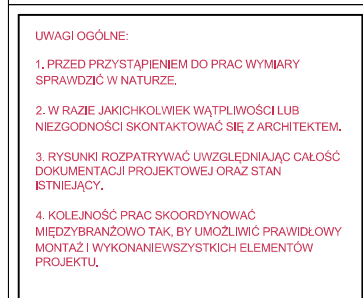 UWAGI OGÓLNE:
1. PRZED PRZYSTĄPIENIEM DO PRAC WYMIARY
SPRAWDZIĆ W NATURZE.
2. W RAZIE JAKICHKOLWIEK WĄTPLIWOŚCI LUB
NIEZGODNOŚCI SKONTAKTOWAĆ SIĘ Z ARCHITEKTEM.
3. RYSUNKI ROZPATRYWAĆ UWZGLĘDNIAJĄC CAŁOŚĆ
DOKUMENTACJI PROJEKTOWEJ ORAZ STAN
ISTNIEJĄCY.
4. KOLEJNOŚĆ PRAC SKOORDYNOWAĆ
MIĘDZYBRANŻOWO TAK, BY UMOŻLIWIĆ PRAWIDŁOWY
MONTAŻ I WYKONANIEWSZYSTKICH ELEMENTÓW
PROJEKTU.